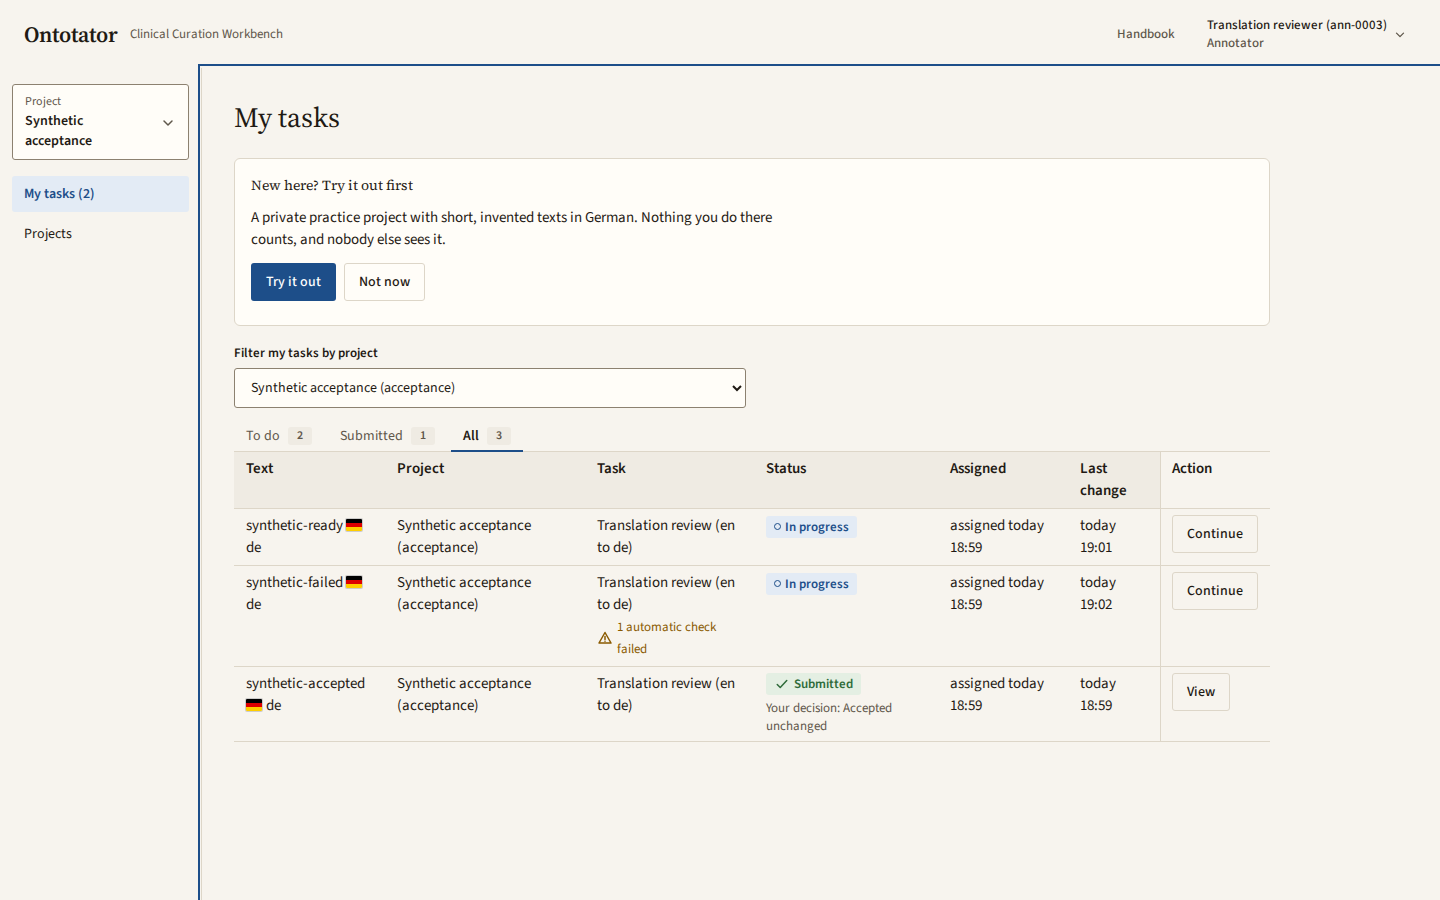 Ontotator Clinical Curation Workbench
Handbook
Translation reviewer (ann-0003)
Annotator
Project
Synthetic
acceptance
My tasks (2)
Projects
My tasks
New here? Try it out first
A private practice project with short, invented texts in German. Nothing you do there
counts, and nobody else sees it.
Try it out Not now
Filter my tasks by project
Synthetic acceptance (acceptance)
To do 2 Submitted 1 All 3
Text Project Task Status Assigned Last change Action
synthetic-ready de
Synthetic acceptance
(acceptance)
Translation review (en
to de)
In progress
assigned today
18:59
today
19:01
Continue
synthetic-failed de
Synthetic acceptance
(acceptance)
Translation review (en
to de)
1 automatic check
failed
In progress
assigned today
18:59
today
19:02
Continue
synthetic-accepted
de
Synthetic acceptance
(acceptance)
Translation review (en
to de)
Submitted
Your decision: Accepted
unchanged
assigned today
18:59
today
18:59
View